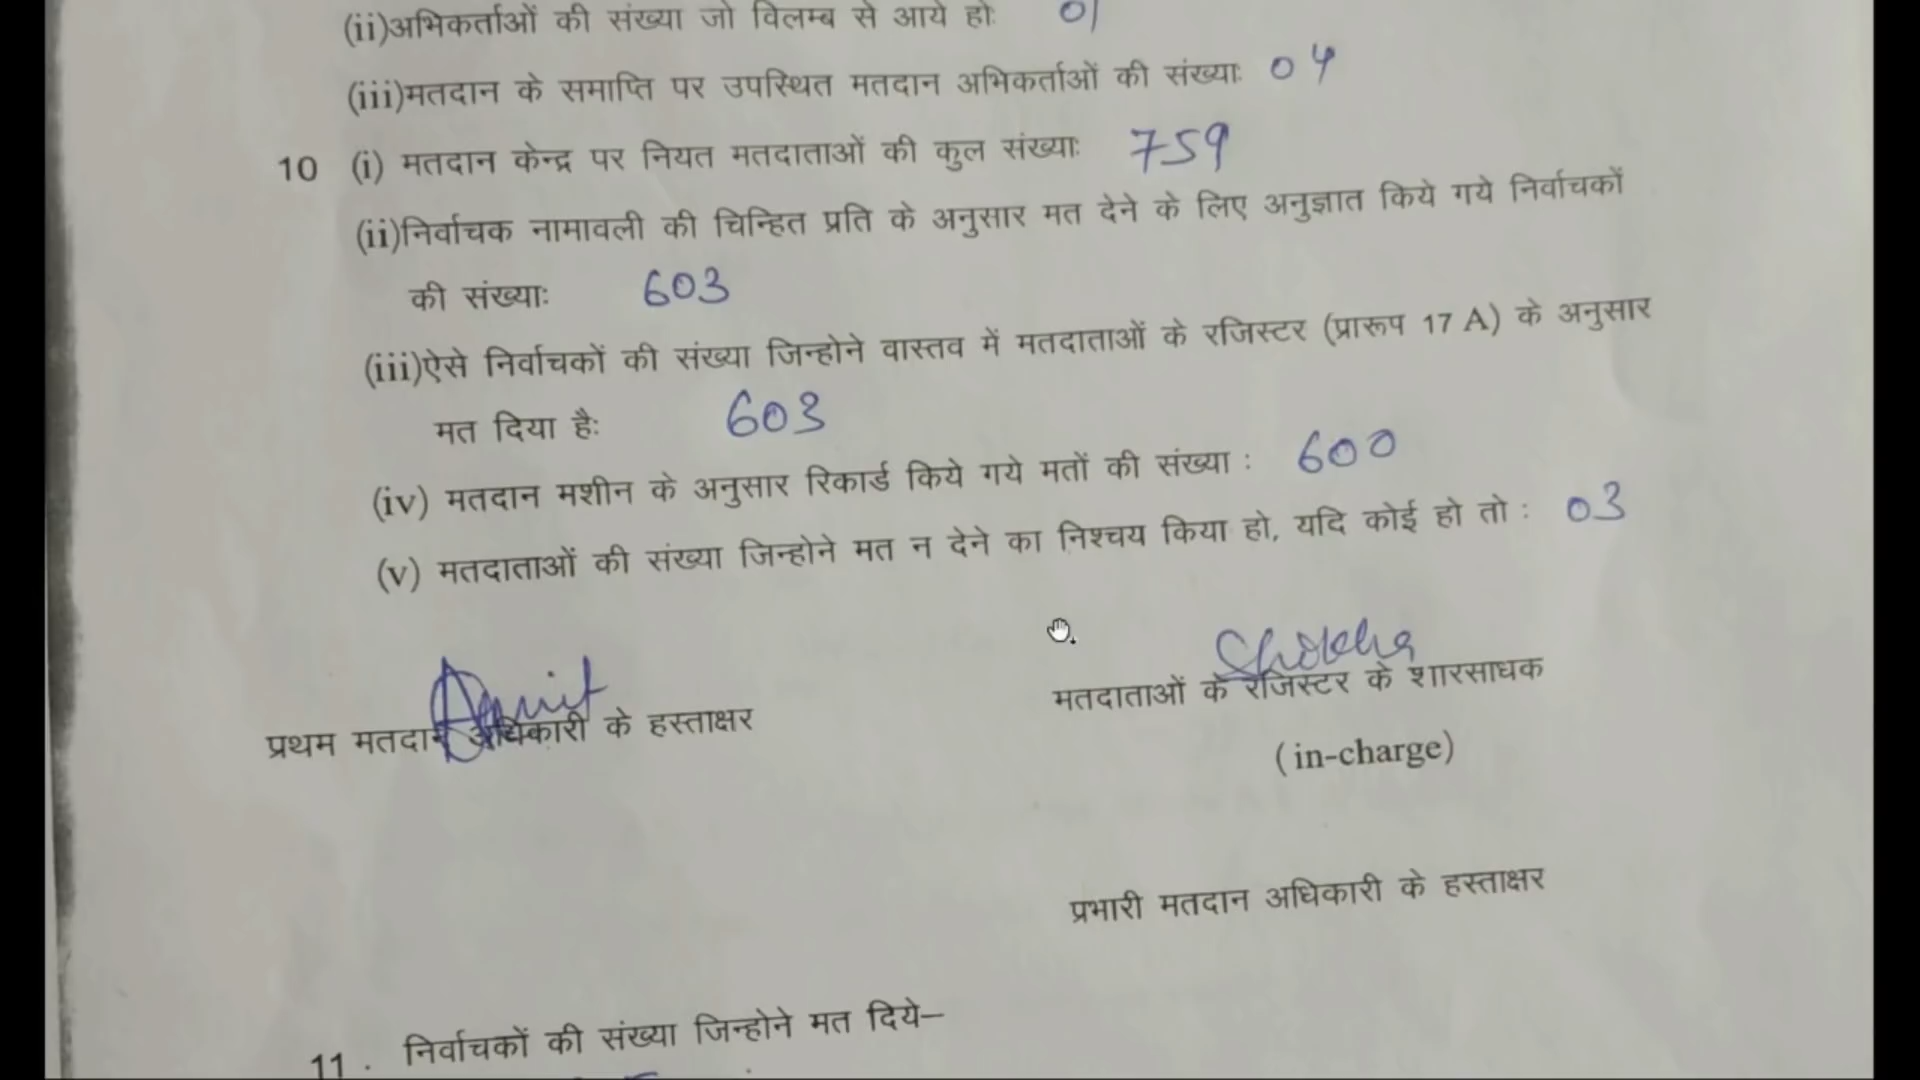 (ii)अभिकर्ताओं की संख्या जो विलम्ब से आये होः 01
(iii)मतदान के समाप्ति पर उपस्थित मतदान अभिकर्ताओं की संख्याः 04
10 (i) मतदान केन्द्र पर नियत मतदाताओं की कुल संख्याः 759
(ii)निर्वाचक नामावली की चिन्हित प्रति के अनुसार मत देने के लिए अनुज्ञात किये गये निर्वाचकों
की संख्याः 603
(iii)ऐसे निर्वाचकों की संख्या जिन्होने वास्तव में मतदाताओं के रजिस्टर (प्रारूप 17 A) के अनुसार
मत दिया हैः 603
(iv) मतदान मशीन के अनुसार रिकार्ड किये गये मतों की संख्या : 600
(v) मतदाताओं की संख्या जिन्होने मत न देने का निश्चय किया हो, यदि कोई हो तो : 03
Amit
प्रथम मतदान अधिकारी के हस्ताक्षर
Shobha
मतदाताओं के रजिस्टर के शारसाधक
( in-charge)
प्रभारी मतदान अधिकारी के हस्ताक्षर
11 . निर्वाचकों की संख्या जिन्होने मत दिये–